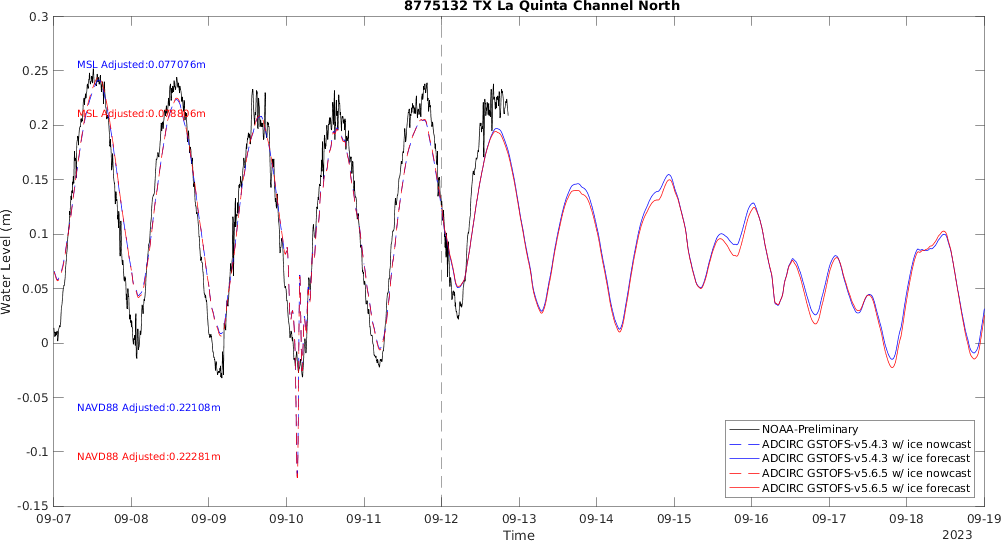 8775132 TX La Quinta Channel North
0.3
0.25
0.2
0.15
0.1
0.05
0
-0.05
-0.1
-0.15
Water Level (m)
MSL Adjusted:0.077076m
MSL Adjusted:
NAVD88 Adjusted:0.22108m
NAVD88 Adjusted:0.22281m
NOAA-Preliminary
ADCIRC GSTOFS-v5.4.3 w/ ice nowcast
ADCIRC GSTOFS-v5.4.3 w/ ice forecast
ADCIRC GSTOFS-v5.6.5 w/ ice nowcast
ADCIRC GSTOFS-v5.6.5 w/ ice forecast
09-07 09-08 09-09 09-10 09-11 09-12 09-13 09-14 09-15 09-16 09-17 09-18 09-19
Time
2023